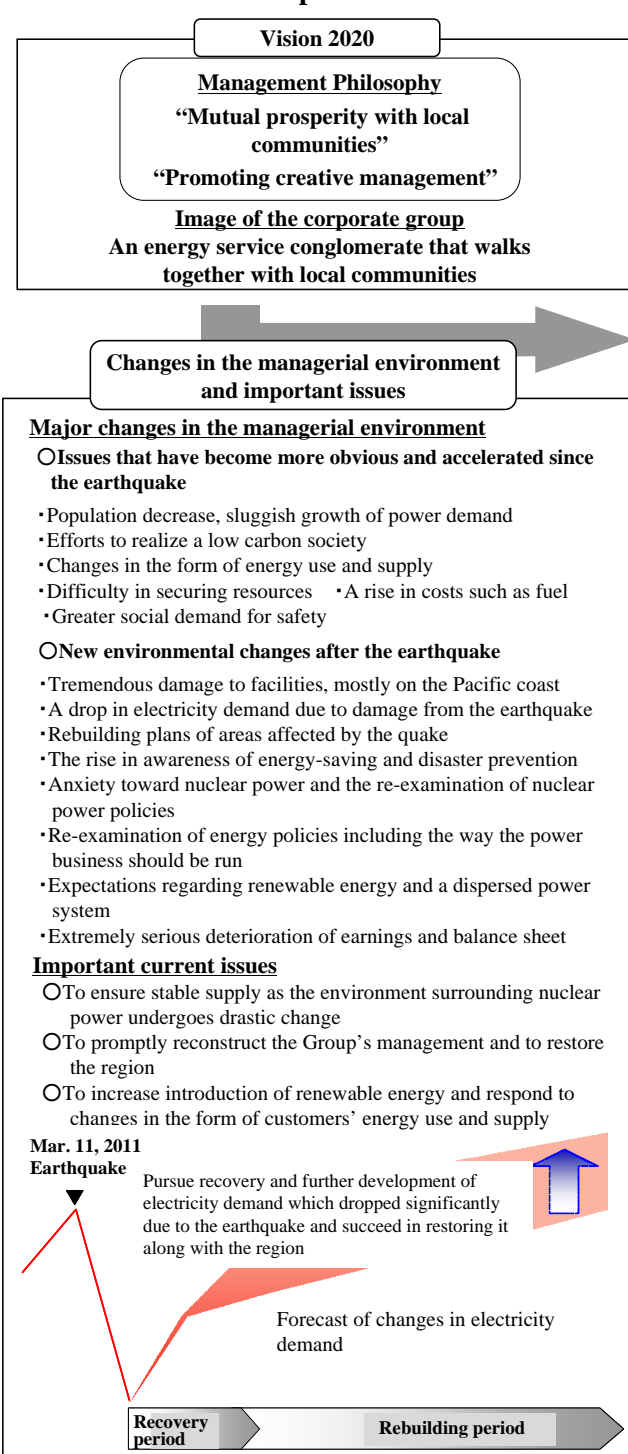 Vision 2020
Management Philosophy
“Mutual prosperity with local
communities”
“Promoting creative management”
Image of the corporate group
An energy service conglomerate that walks
together with local communities
Changes in the managerial environment
and important issues
Major changes in the managerial environment
○Issues that have become more obvious and accelerated since
the earthquake
・Population decrease, sluggish growth of power demand
・Efforts to realize a low carbon society
・Changes in the form of energy use and supply
・Difficulty in securing resources ・A rise in costs such as fuel
・Greater social demand for safety
○New environmental changes after the earthquake
・Tremendous damage to facilities, mostly on the Pacific coast
・A drop in electricity demand due to damage from the earthquake
・Rebuilding plans of areas affected by the quake
・The rise in awareness of energy-saving and disaster prevention
・Anxiety toward nuclear power and the re-examination of nuclear
power policies
・Re-examination of energy policies including the way the power
business should be run
・Expectations regarding renewable energy and a dispersed power
system
・Extremely serious deterioration of earnings and balance sheet
Important current issues
○To ensure stable supply as the environment surrounding nuclear
power undergoes drastic change
○To promptly reconstruct the Group’s management and to restore
the region
○To increase introduction of renewable energy and respond to
changes in the form of customers’ energy use and supply
Mar. 11, 2011
Earthquake
Pursue recovery and further development of
electricity demand which dropped significantly
due to the earthquake and succeed in restoring it
along with the region
Forecast of changes in electricity
demand
Recovery
period
Rebuilding period